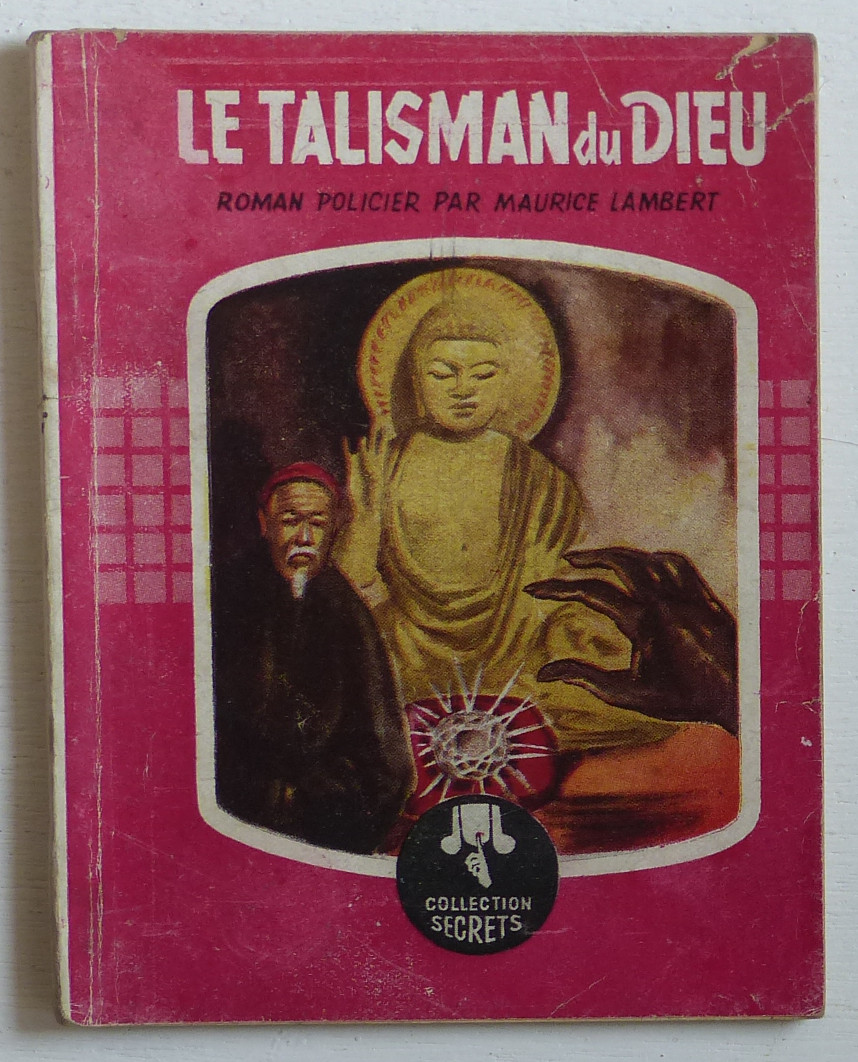 LE TALISMAN du DIEU
ROMAN POLICIER PAR MAURICE LAMBERT
COLLECTION
SECRETS